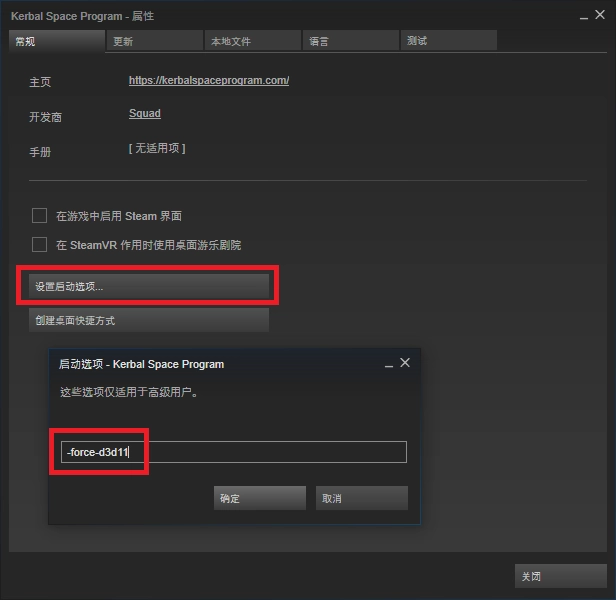 Kerbal Space Program - 属性
常规 更新 本地文件 语言 测试
主页 https://kerbalspaceprogram.com/
开发商 Squad
手册 [ 无适用项 ]
在游戏中启用 Steam 界面
在 SteamVR 作用时使用桌面游乐剧院
设置启动选项...
创建桌面快捷方式
启动选项 - Kerbal Space Program
这些选项仅适用于高级用户。
-force-d3d11
确定 取消
关闭